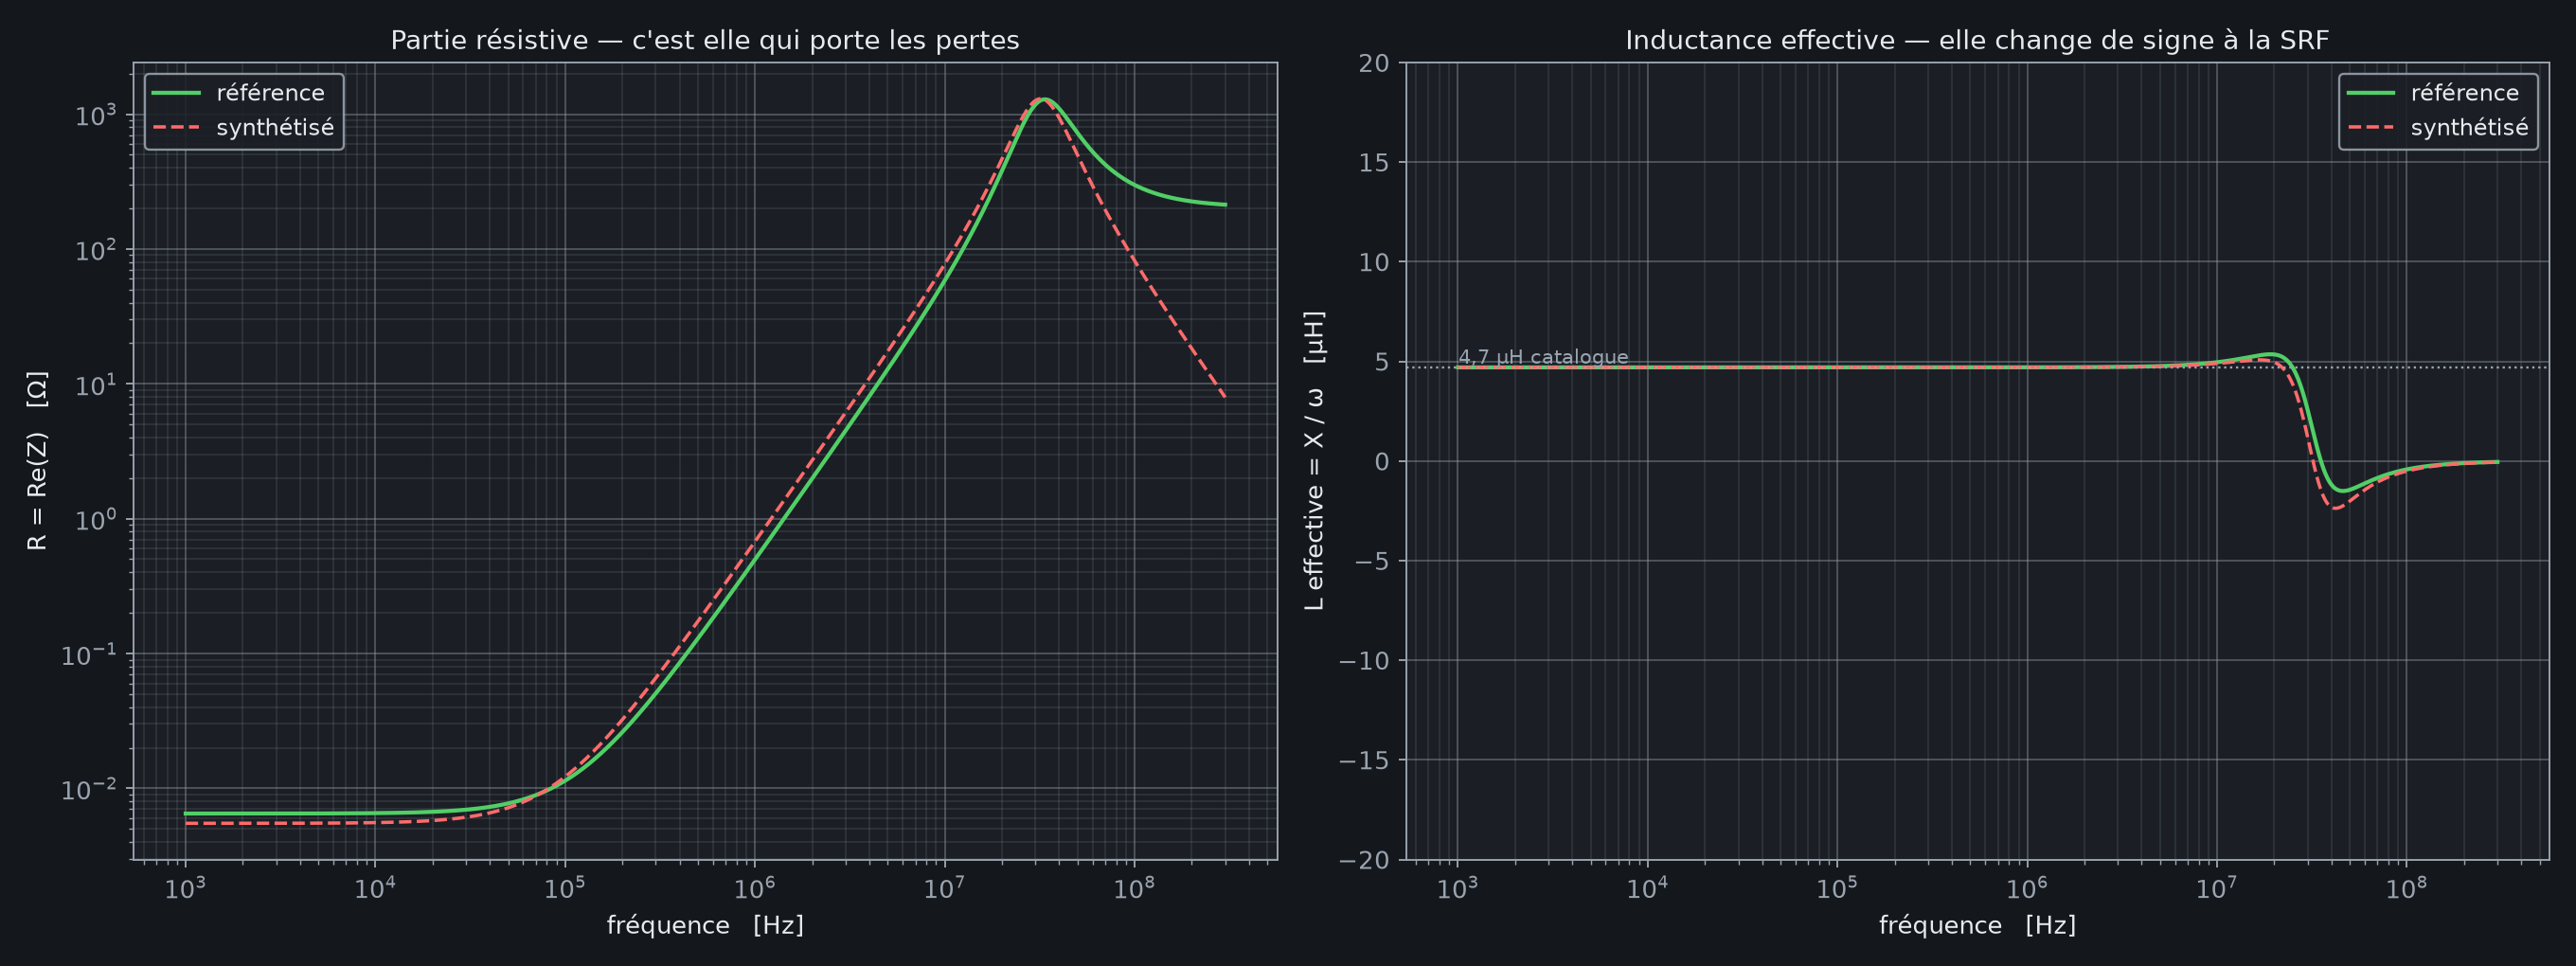 Partie résistive — c'est elle qui porte les pertes
référence
synthétisé
R = Re(Z) [Ω]
10³
10²
10¹
10⁰
10⁻¹
10⁻²
10³ 10⁴ 10⁵ 10⁶ 10⁷ 10⁸
fréquence [Hz]
Inductance effective — elle change de signe à la SRF
référence
synthétisé
L effective = X / ω [µH]
20
15
10
5
0
−5
−10
−15
−20
4,7 µH catalogue
10³ 10⁴ 10⁵ 10⁶ 10⁷ 10⁸
fréquence [Hz]